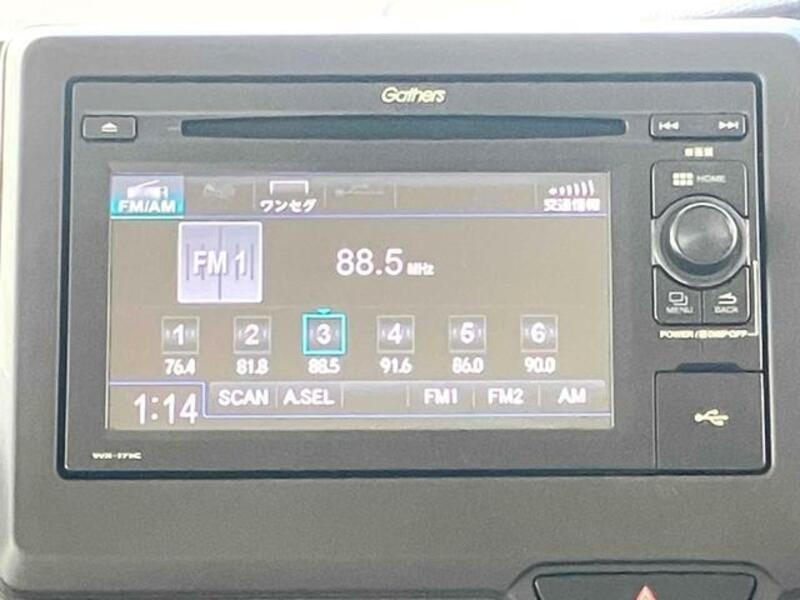 Gathers
HOME
FM/AM
ワンセグ
交通情報
FM 1
88.5 MHz
1 2 3 4 5 6
76.4 81.8 88.5 91.6 86.0 90.0
MENU BACK
1:14 SCAN A.SEL FM1 FM2 AM